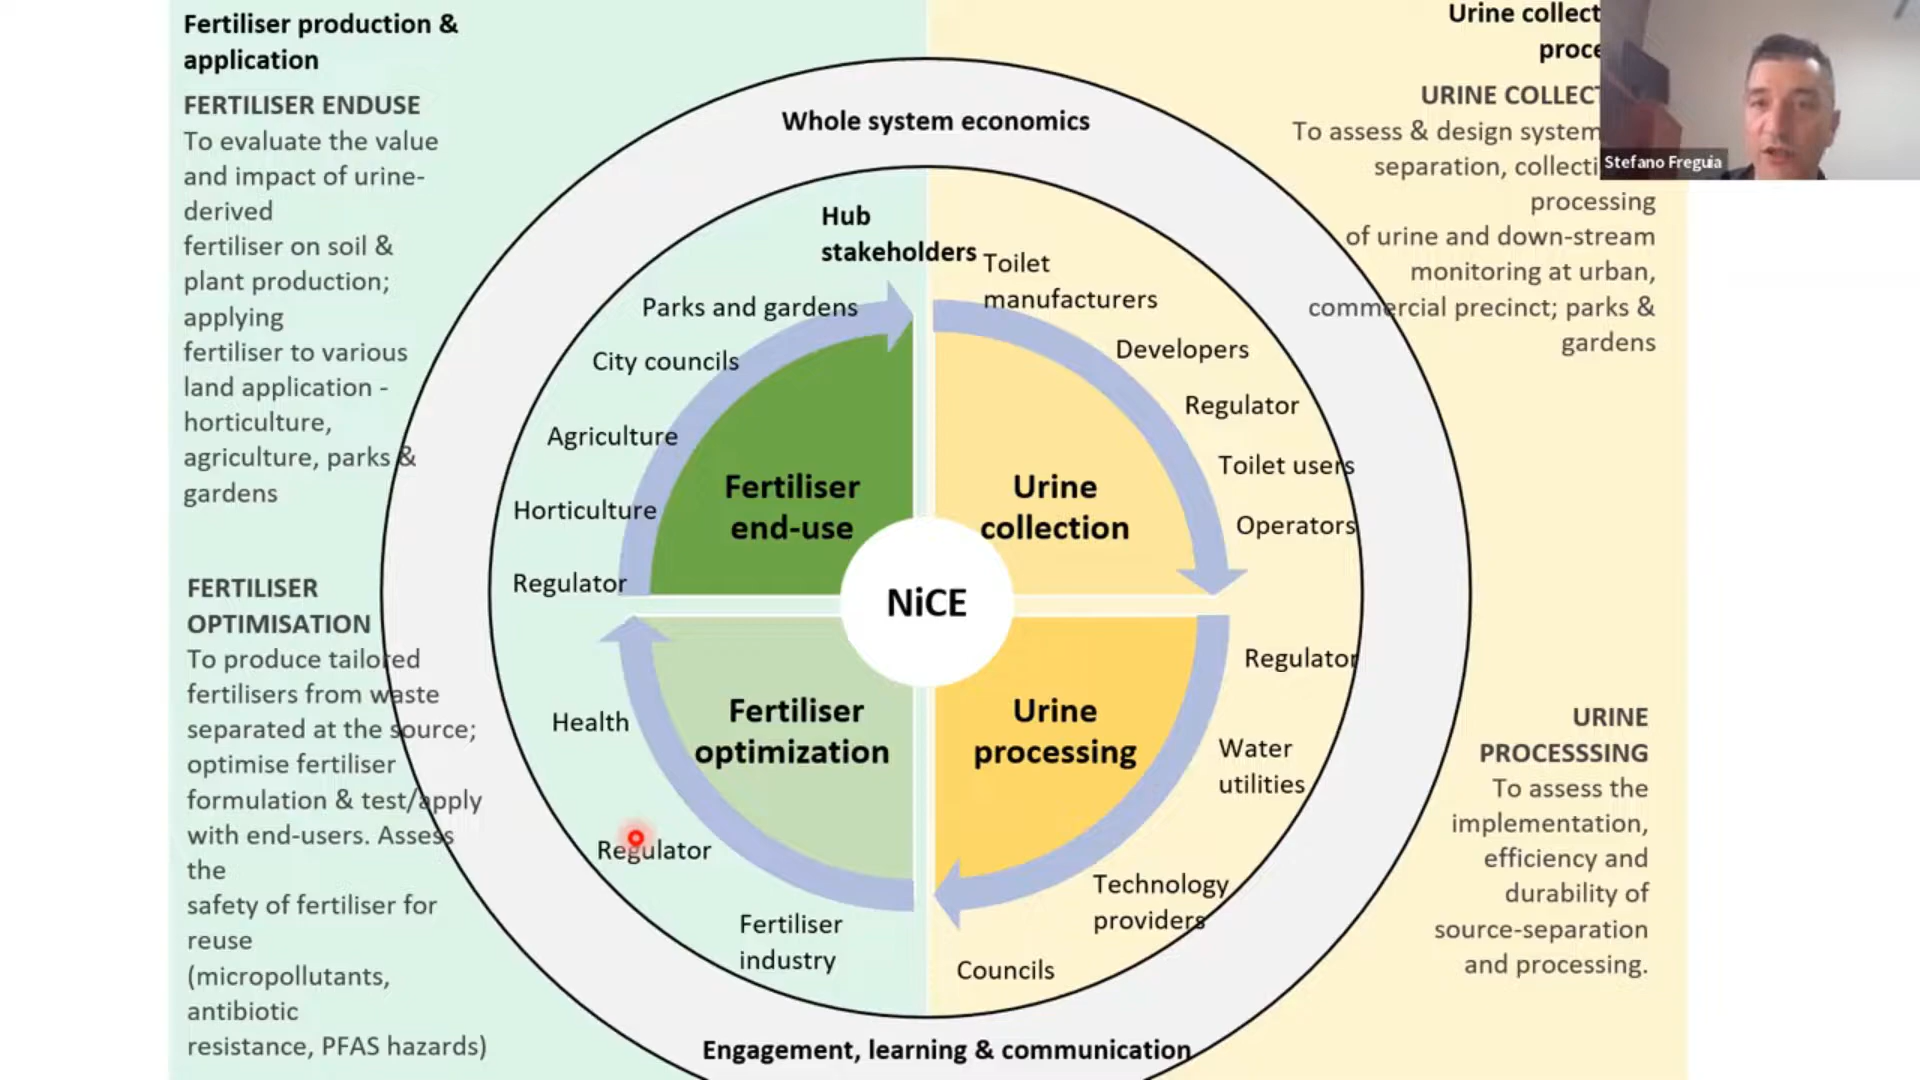 Fertiliser production &
application
FERTILISER ENDUSE
To evaluate the value
and impact of urine-
derived
fertiliser on soil &
plant production;
applying
fertiliser to various
land application -
horticulture,
agriculture, parks &
gardens
FERTILISER
OPTIMISATION
To produce tailored
fertilisers from waste
separated at the source;
optimise fertiliser
formulation & test/apply
with end-users. Assess
the
safety of fertiliser for
reuse
(micropollutants,
antibiotic
resistance, PFAS hazards)
Whole system economics
Hub
stakeholders
Parks and gardens
City councils
Agriculture
Horticulture
Regulator
Health
Regulator
Fertiliser
industry
Toilet
manufacturers
Developers
Regulator
Toilet users
Operators
Regulator
Water
utilities
Technology
providers
Councils
Fertiliser
end-use
Urine
collection
NiCE
Fertiliser
optimization
Urine
processing
Engagement, learning & communication
Urine collect
proce
URINE COLLECT
To assess & design system
separation, collecti
processing
of urine and down-stream
monitoring at urban,
commercial precinct; parks &
gardens
URINE
PROCESSSING
To assess the
implementation,
efficiency and
durability of
source-separation
and processing.
Stefano Freguia